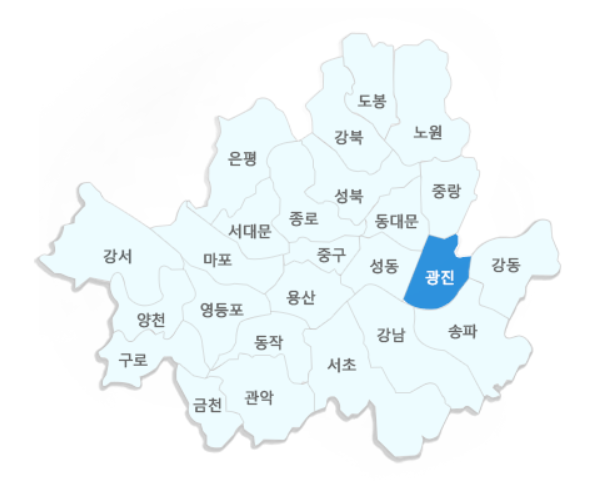 도봉
노원
강북
은평
중랑
성북
동대문
종로
서대문
중구
강서
마포
성동
광진
강동
용산
영등포
양천
송파
강남
동작
구로
서초
관악
금천